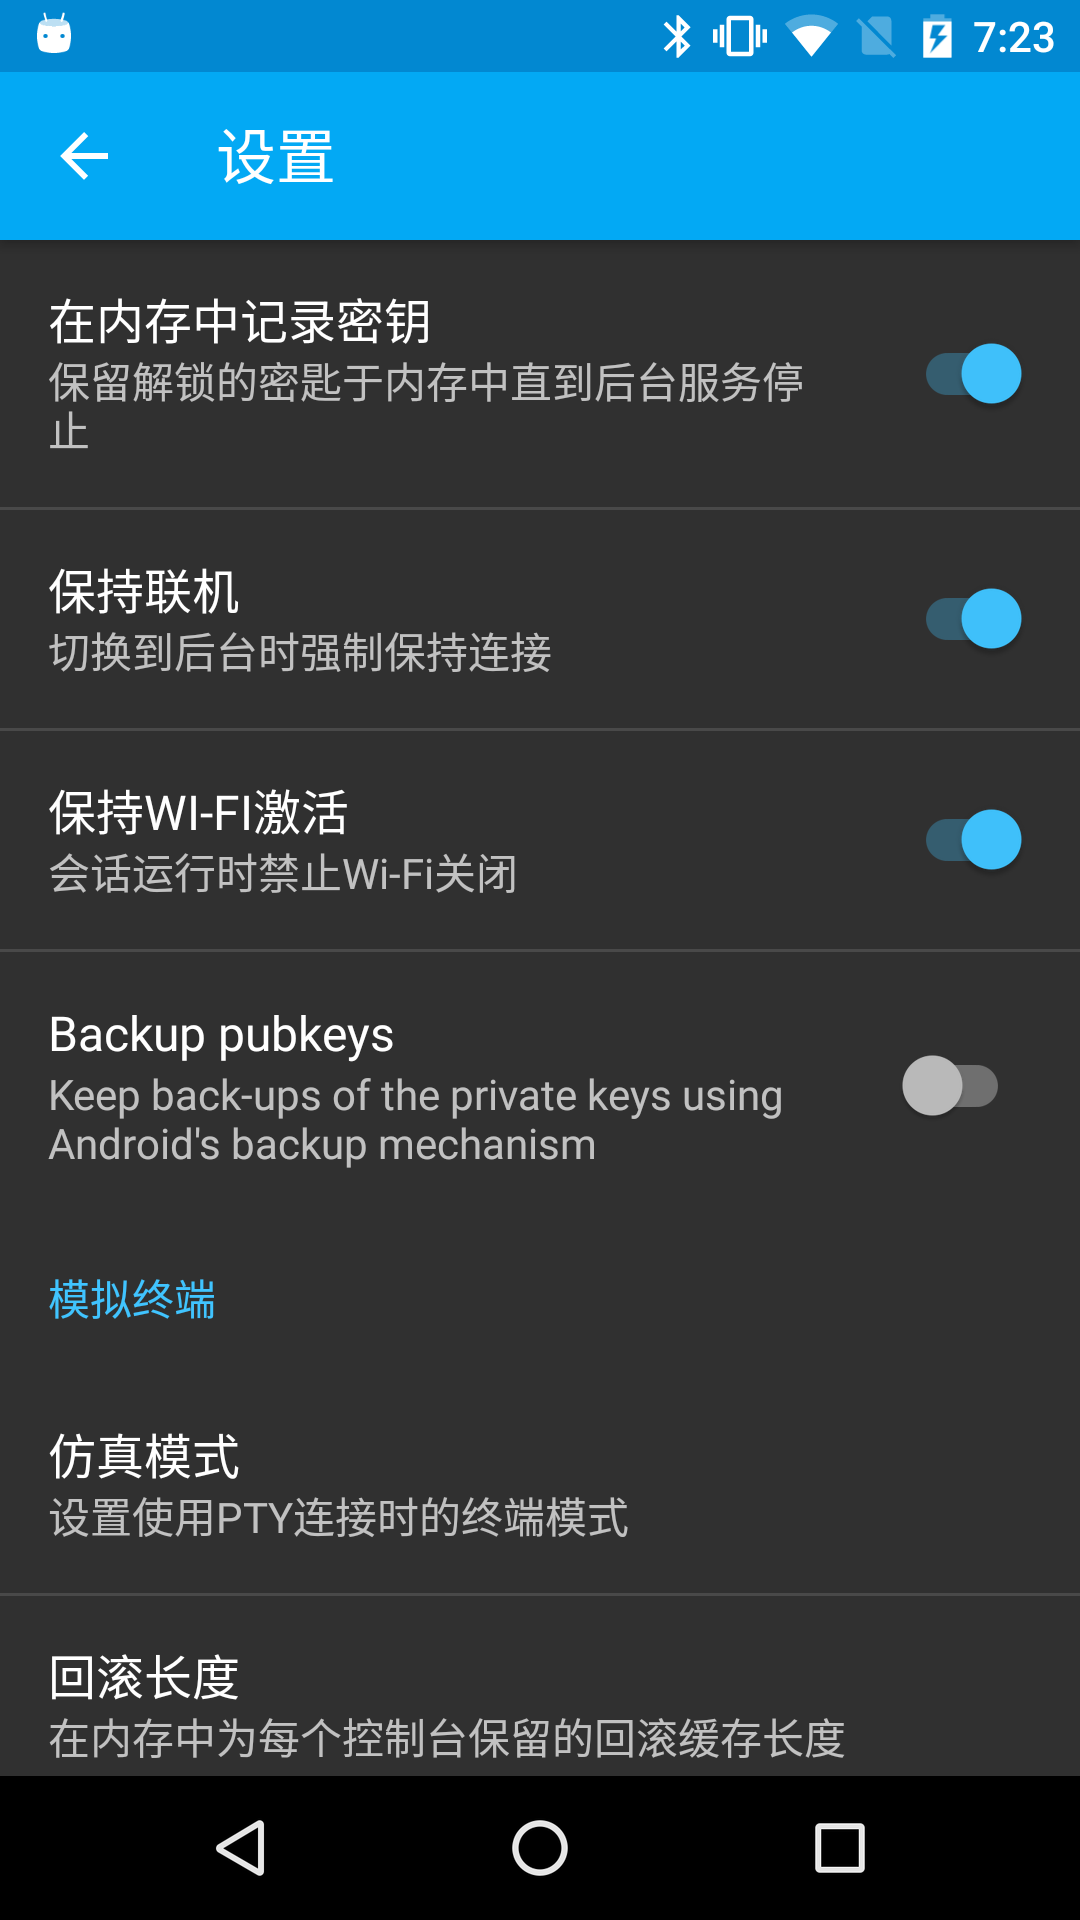 7:23
设置
在内存中记录密钥
保留解锁的密匙于内存中直到后台服务停
止
保持联机
切换到后台时强制保持连接
保持WI-FI激活
会话运行时禁止Wi-Fi关闭
Backup pubkeys
Keep back-ups of the private keys using
Android's backup mechanism
模拟终端
仿真模式
设置使用PTY连接时的终端模式
回滚长度
在内存中为每个控制台保留的回滚缓存长度